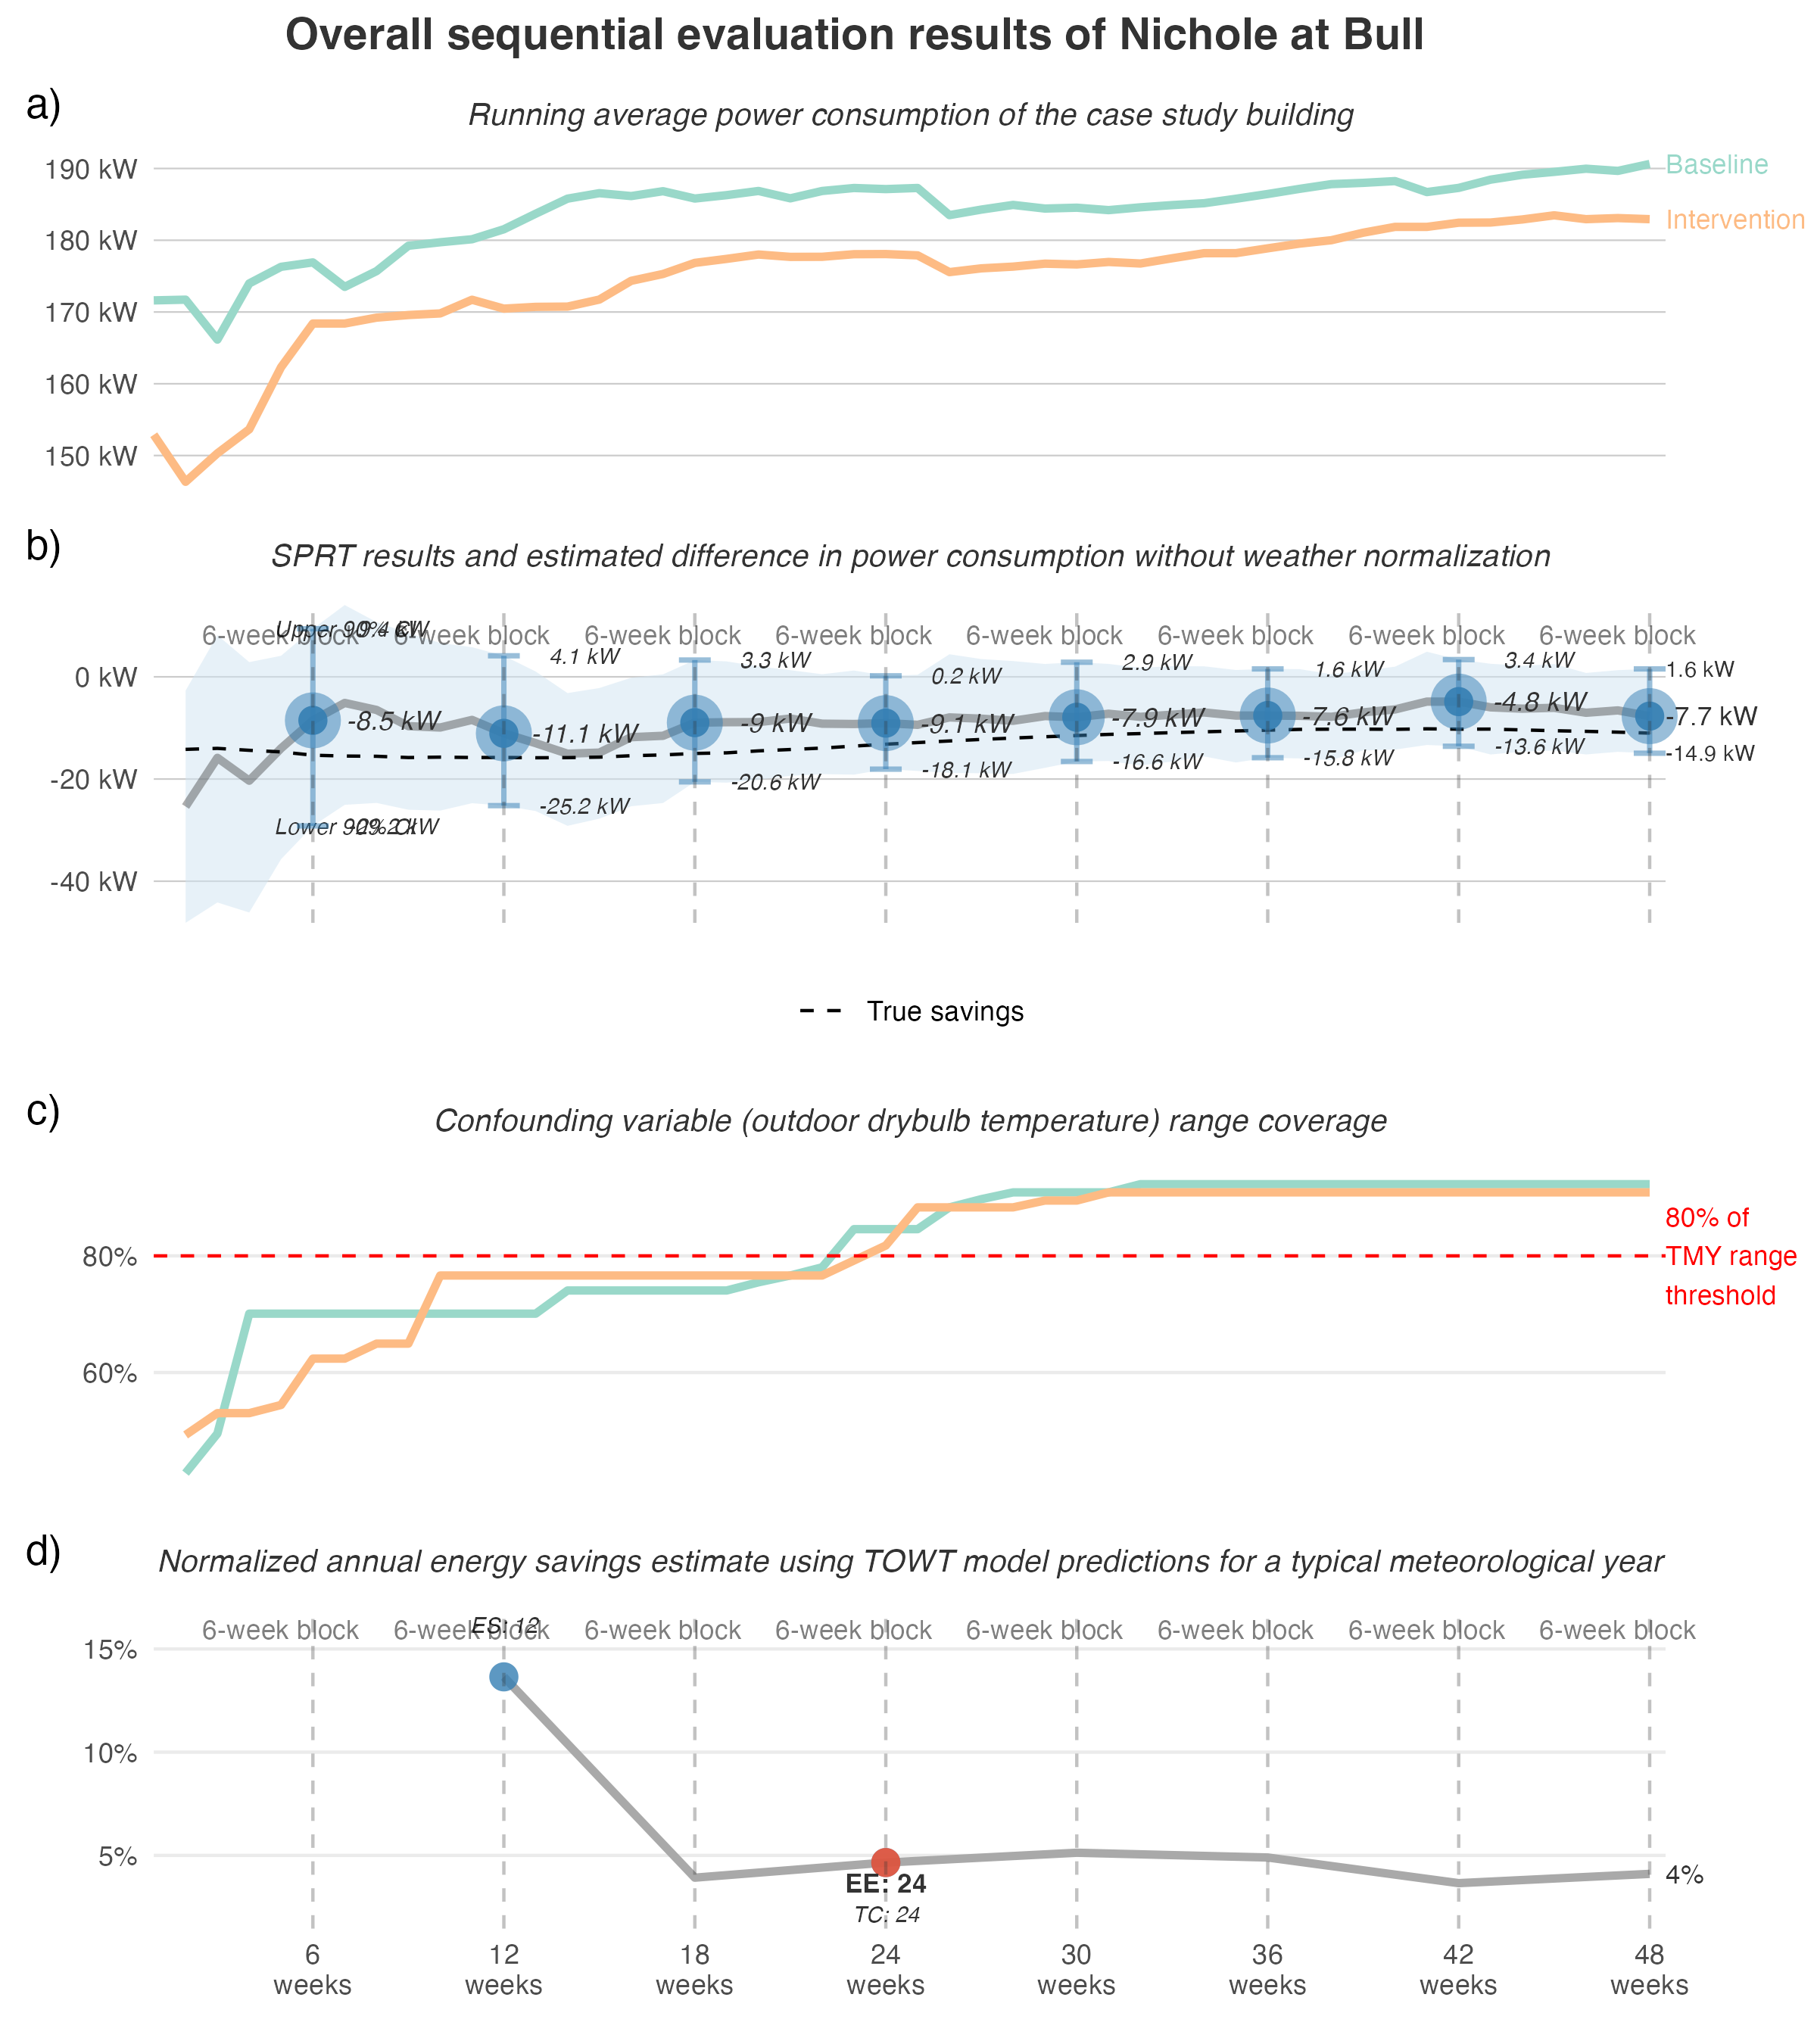 Overall sequential evaluation results of Nichole at Bull
a)
Running average power consumption of the case study building
190 kW
180 kW
170 kW
160 kW
150 kW
Baseline
Intervention
b)
SPRT results and estimated difference in power consumption without weather normalization
6-week block 6-week block 6-week block 6-week block 6-week block 6-week block 6-week block 6-week block
Upper 90% CI
9.4 kW
4.1 kW
3.3 kW
0.2 kW
2.9 kW
1.6 kW
3.4 kW
1.6 kW
0 kW
-20 kW
-40 kW
-8.5 kW
-11.1 kW
-9 kW
-9.1 kW
-7.9 kW
-7.6 kW
-4.8 kW
-7.7 kW
Lower 90% CI
-29.2 kW
-25.2 kW
-20.6 kW
-18.1 kW
-16.6 kW
-15.8 kW
-13.6 kW
-14.9 kW
True savings
c)
Confounding variable (outdoor drybulb temperature) range coverage
80%
60%
80% of
TMY range
threshold
d)
Normalized annual energy savings estimate using TOWT model predictions for a typical meteorological year
6-week block 6-week block 6-week block 6-week block 6-week block 6-week block 6-week block 6-week block
ES: 12
15%
10%
5%
EE: 24
TC: 24
4%
6 12 18 24 30 36 42 48
weeks weeks weeks weeks weeks weeks weeks weeks